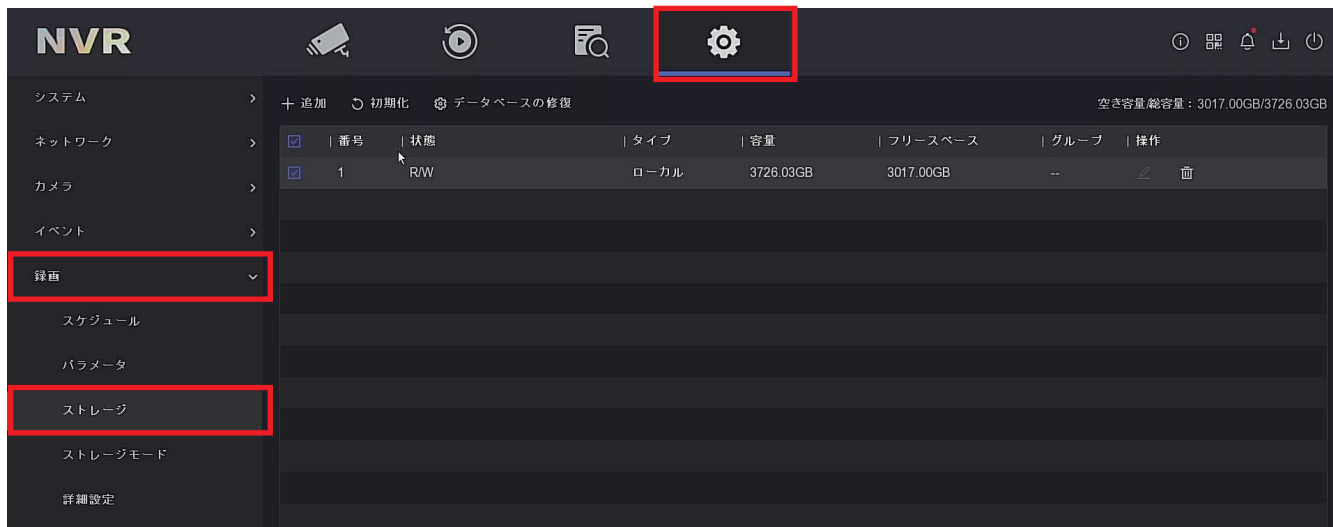 NVR
システム
ネットワーク
カメラ
イベント
録画
スケジュール
パラメータ
ストレージ
ストレージモード
詳細設定
追加 初期化 データベースの修復 空き容量/総容量：3017.00GB/3726.03GB
番号 状態 タイプ 容量 フリースペース グループ 操作
1 R/W ローカル 3726.03GB 3017.00GB --